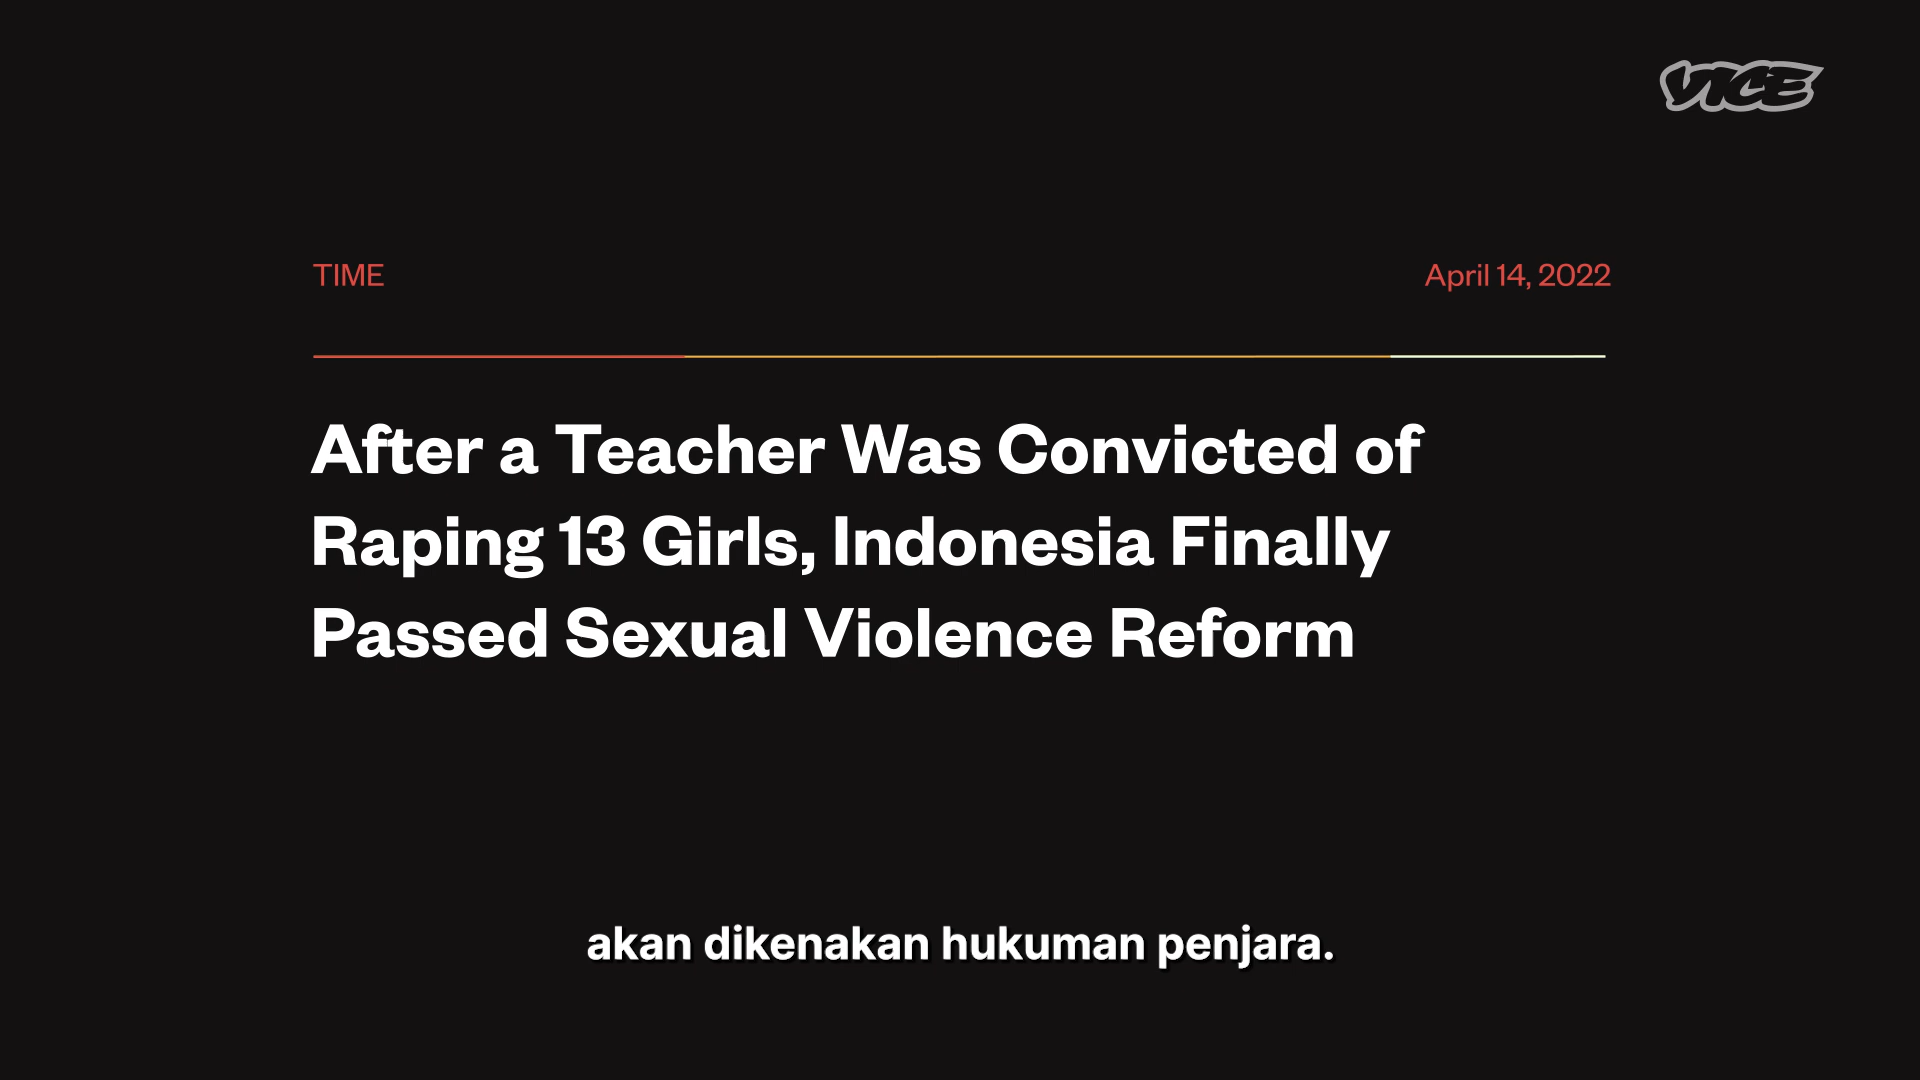 VICE
TIME
April 14, 2022
After a Teacher Was Convicted of
Raping 13 Girls, Indonesia Finally
Passed Sexual Violence Reform
akan dikenakan hukuman penjara.